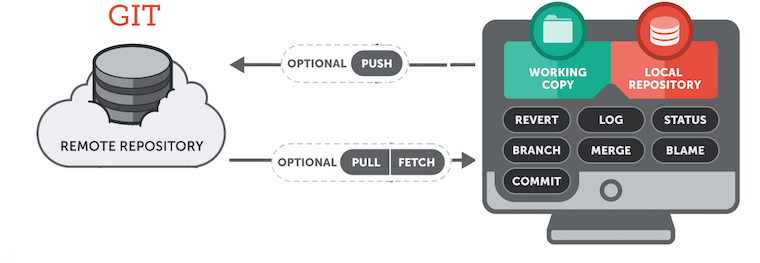 GIT
OPTIONAL PUSH
WORKING
COPY
LOCAL
REPOSITORY
REMOTE REPOSITORY
REVERT LOG STATUS
OPTIONAL PULL FETCH
BRANCH MERGE BLAME
COMMIT